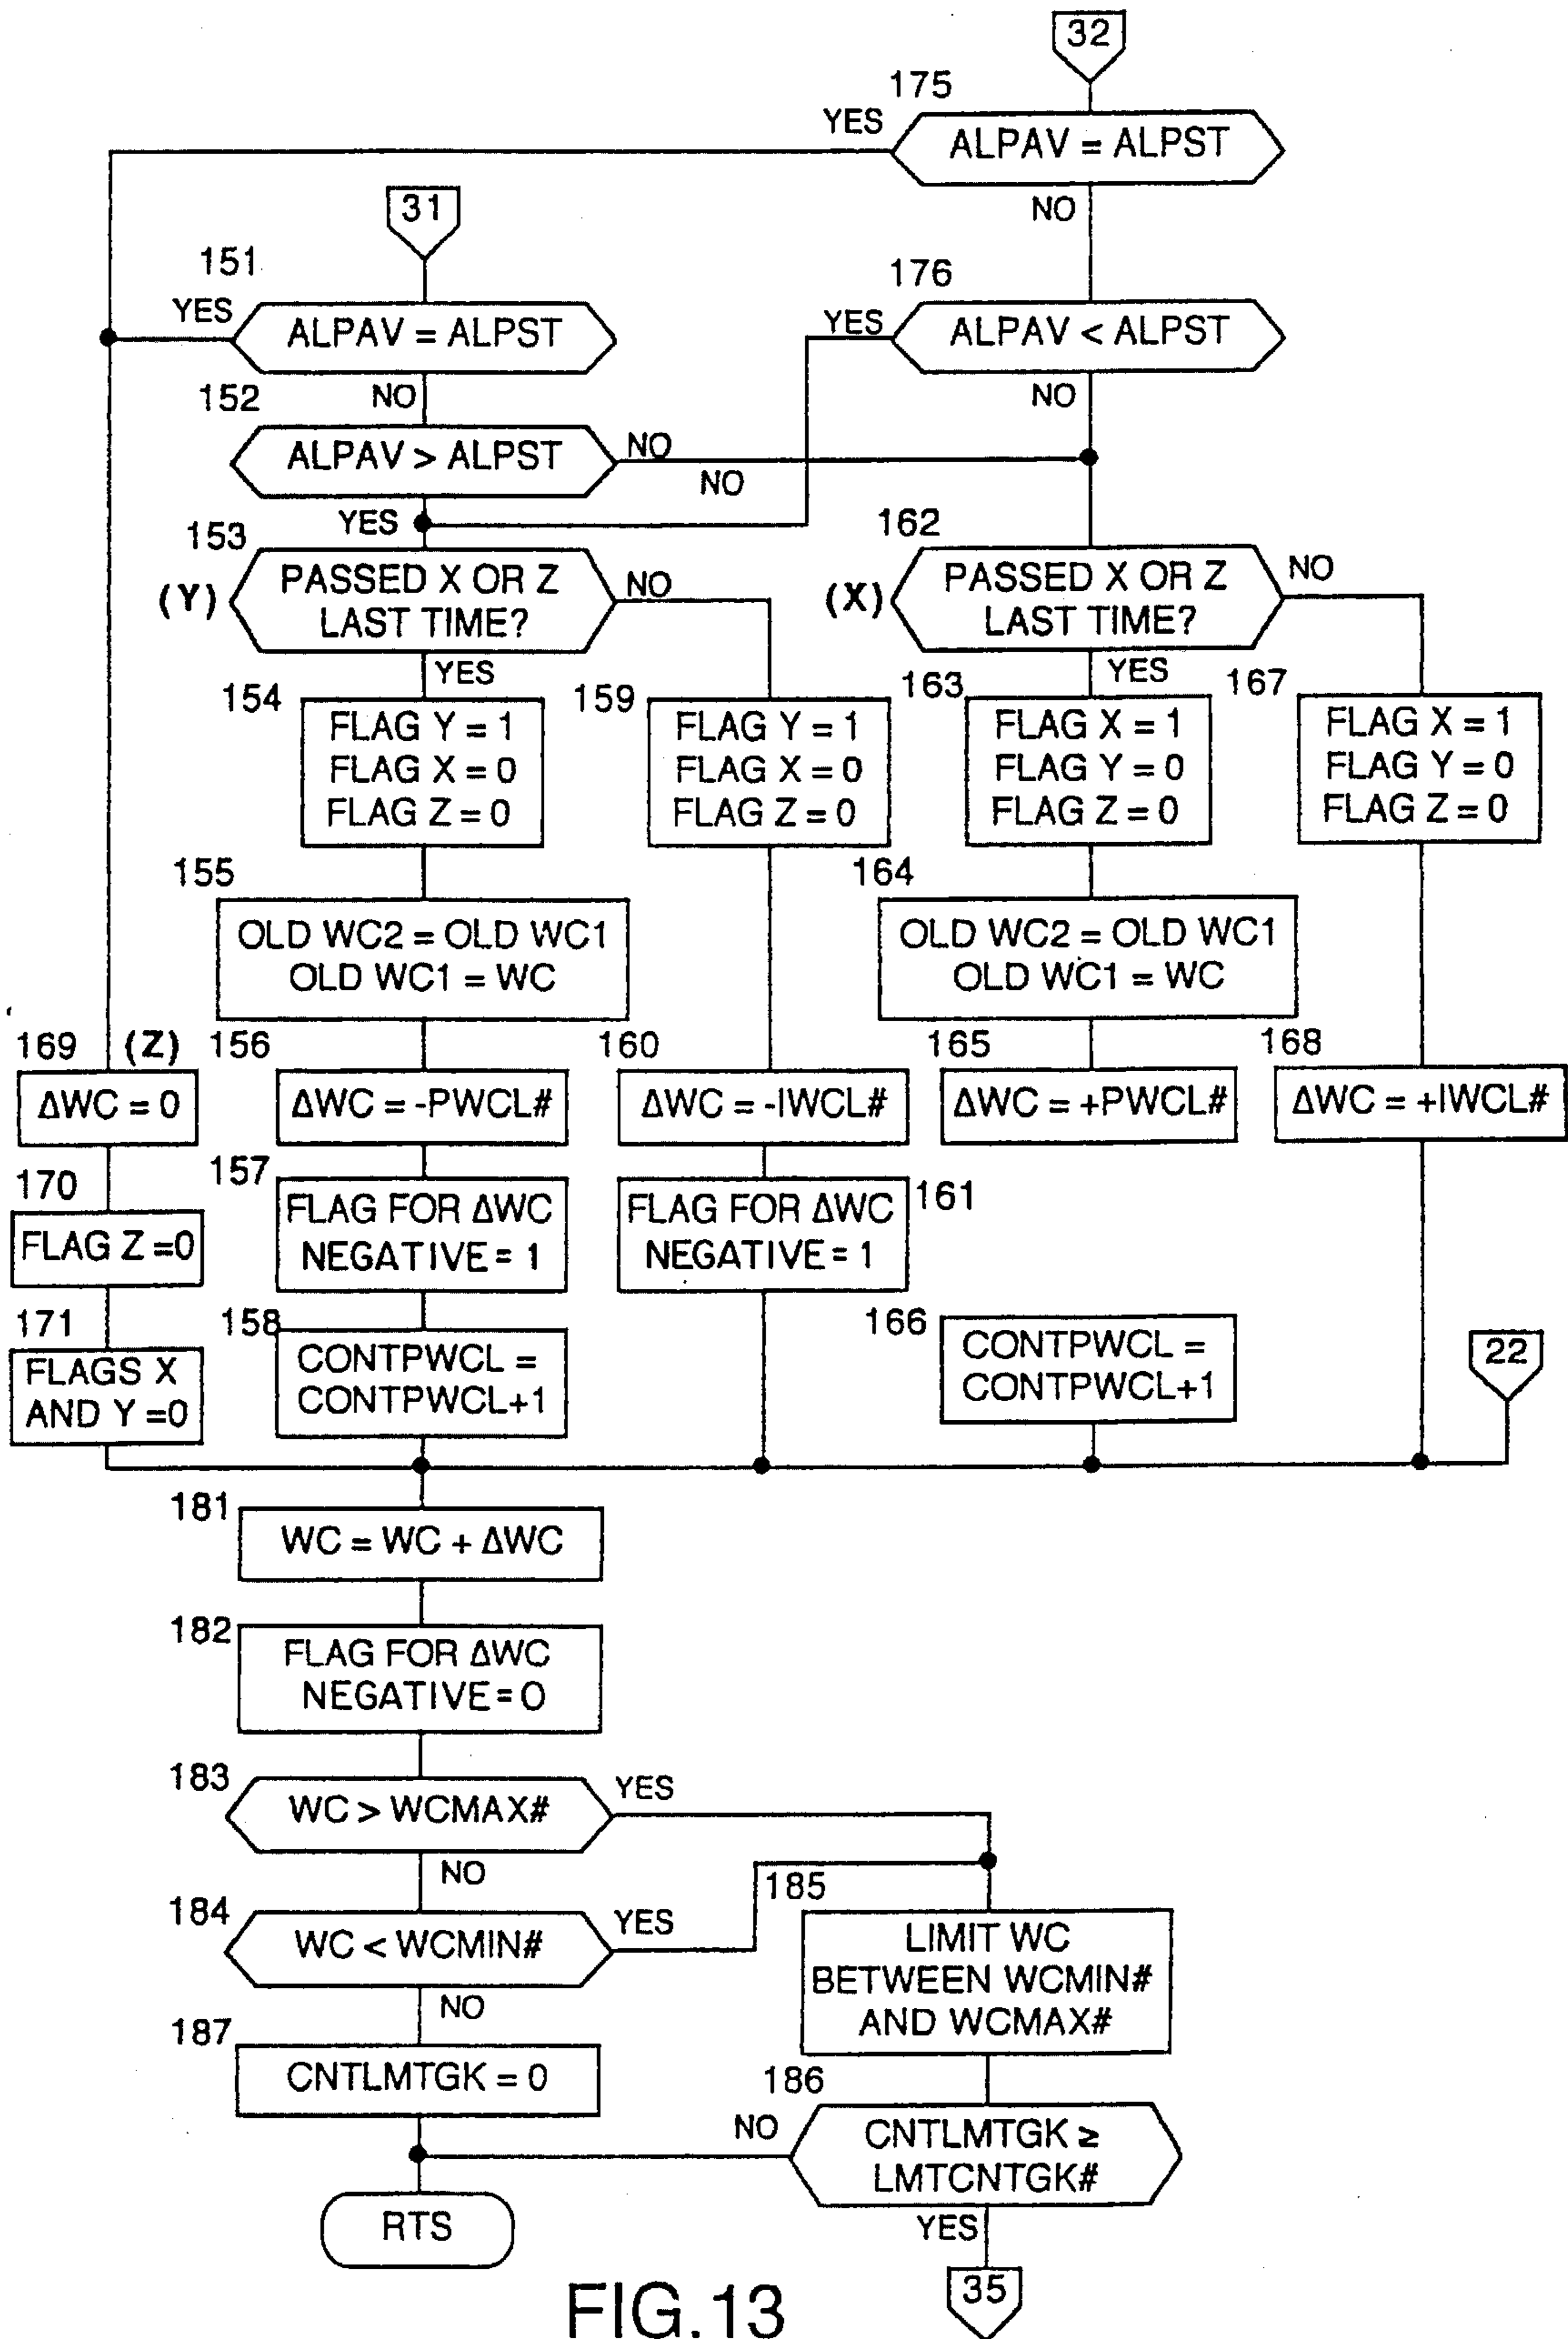 32
175
YES
ALPAV = ALPST
NO
31
151
YES
ALPAV = ALPST
176
YES
ALPAV < ALPST
152
NO
NO
ALPAV > ALPST
NO
NO
YES
153
(Y)
PASSED X OR Z
LAST TIME?
NO
162
(X)
PASSED X OR Z
LAST TIME?
NO
YES
YES
154
FLAG Y = 1
FLAG X = 0
FLAG Z = 0
159
FLAG Y = 1
FLAG X = 0
FLAG Z = 0
163
FLAG X = 1
FLAG Y = 0
FLAG Z = 0
167
FLAG X = 1
FLAG Y = 0
FLAG Z = 0
155
OLD WC2 = OLD WC1
OLD WC1 = WC
164
OLD WC2 = OLD WC1
OLD WC1 = WC
169
(Z)
ΔWC = 0
156
ΔWC = -PWCL#
160
ΔWC = -IWCL#
165
ΔWC = +PWCL#
168
ΔWC = +IWCL#
170
FLAG Z =0
157
FLAG FOR ΔWC
NEGATIVE = 1
161
FLAG FOR ΔWC
NEGATIVE = 1
171
FLAGS X
AND Y =0
158
CONTPWCL =
CONTPWCL+1
166
CONTPWCL =
CONTPWCL+1
22
181
WC = WC + ΔWC
182
FLAG FOR ΔWC
NEGATIVE = 0
183
WC > WCMAX#
YES
NO
184
WC < WCMIN#
YES
NO
185
LIMIT WC
BETWEEN WCMIN#
AND WCMAX#
187
CNTLMTGK = 0
186
NO
CNTLMTGK ≥
LMTCNTGK#
YES
RTS
35
FIG.13